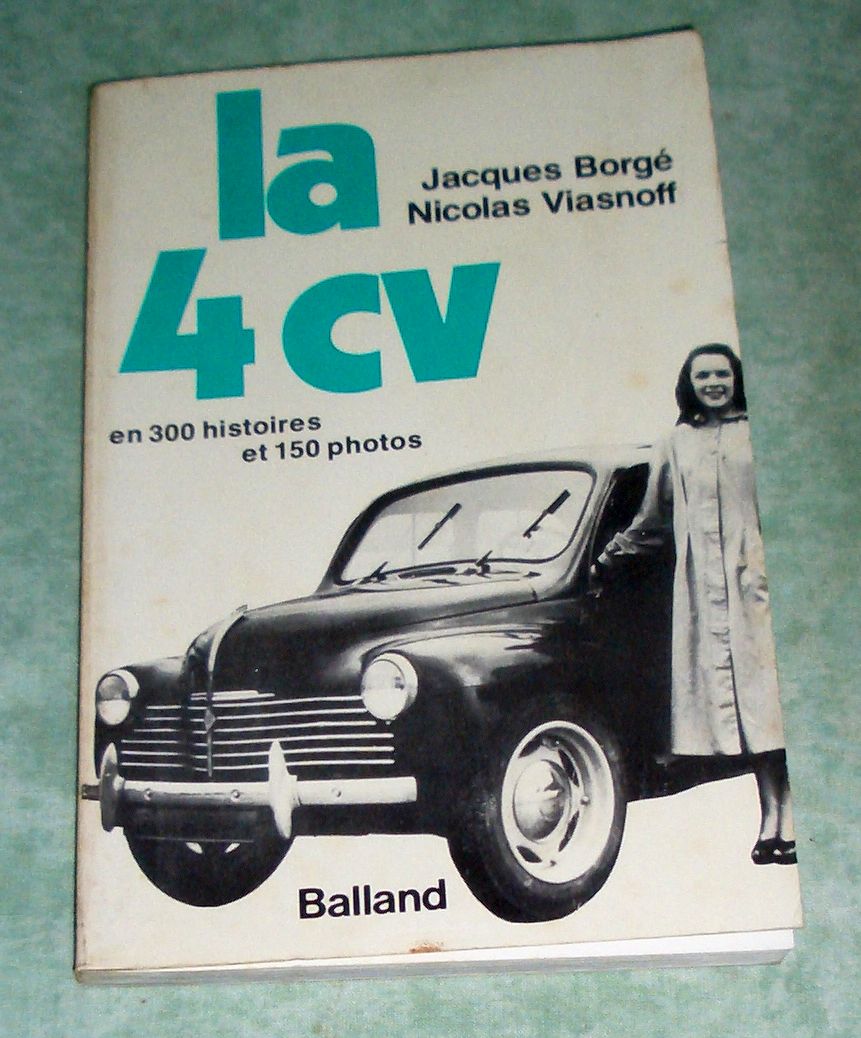 la
4 cv
Jacques Borgé
Nicolas Viasnoff
en 300 histoires
et 150 photos
Balland